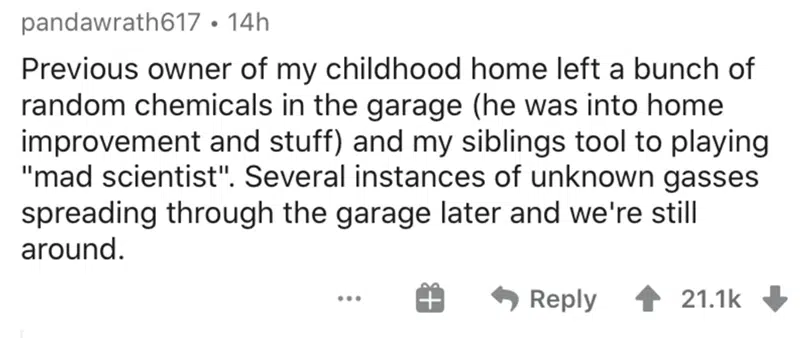 pandawrath617 • 14h
Previous owner of my childhood home left a bunch of
random chemicals in the garage (he was into home
improvement and stuff) and my siblings tool to playing
"mad scientist". Several instances of unknown gasses
spreading through the garage later and we're still
around.
... Reply 21.1k